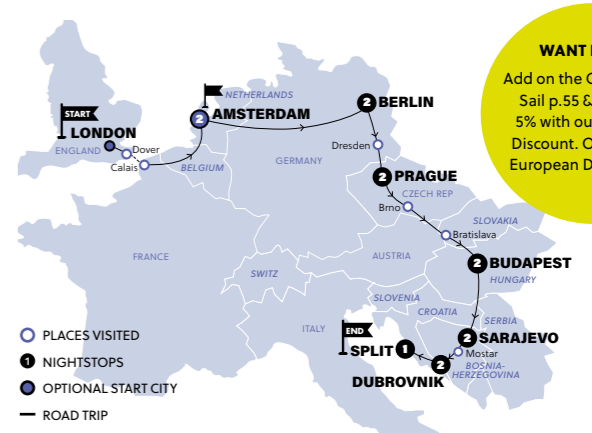 WANT
Add on the
Sail p.55 &
5% with our
Discount. O
European D
NETHERLANDS
2 AMSTERDAM
2 BERLIN
START
LONDON
ENGLAND
Dover
Calais
BELGIUM
GERMANY
Dresden
2 PRAGUE
CZECH REP
Brno
SLOVAKIA
Bratislava
FRANCE
AUSTRIA
2 BUDAPEST
HUNGARY
SWITZ
SLOVENIA
CROATIA
SERBIA
ITALY
END
SPLIT 1
2 SARAJEVO
Mostar
BOSNIA-
HERZEGOVINA
2
DUBROVNIK
PLACES VISITED
1 NIGHTSTOPS
OPTIONAL START CITY
ROAD TRIP